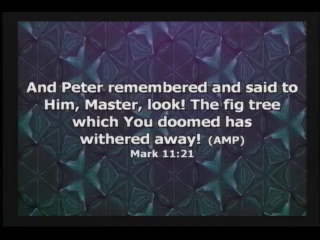 And Peter remembered and said to
Him, Master, look! The fig tree
which You doomed has
withered away! (AMP)
Mark 11:21